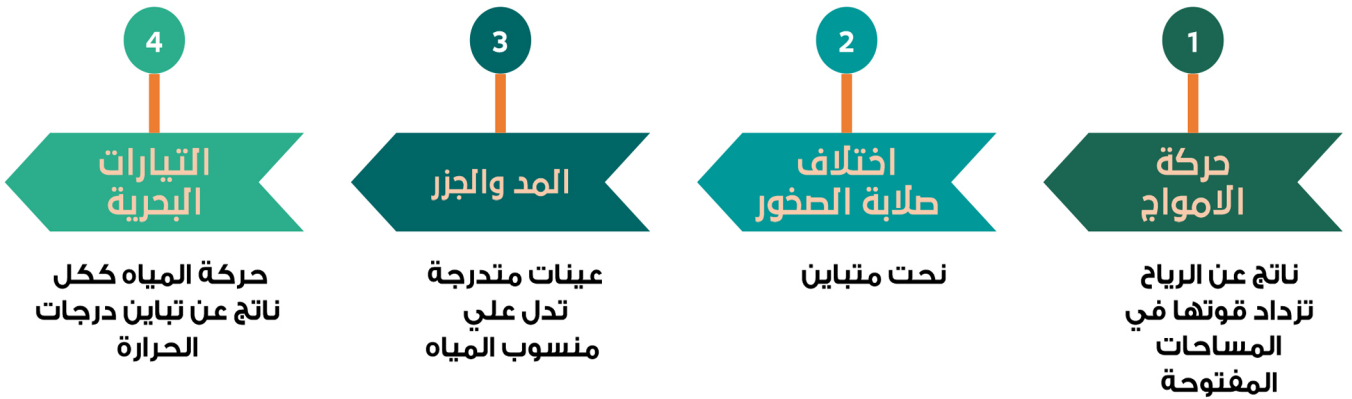 1
حركة
الامواج
ناتج عن الرياح
تزداد قوتها في
المساحات
المفتوحة
2
اختلاف
صلابة الصخور
نحت متباين
3
المد والجزر
عينات متدرجة
تدل علي
منسوب المياه
4
التيارات
البحرية
حركة المياه ككل
ناتج عن تباين درجات
الحرارة